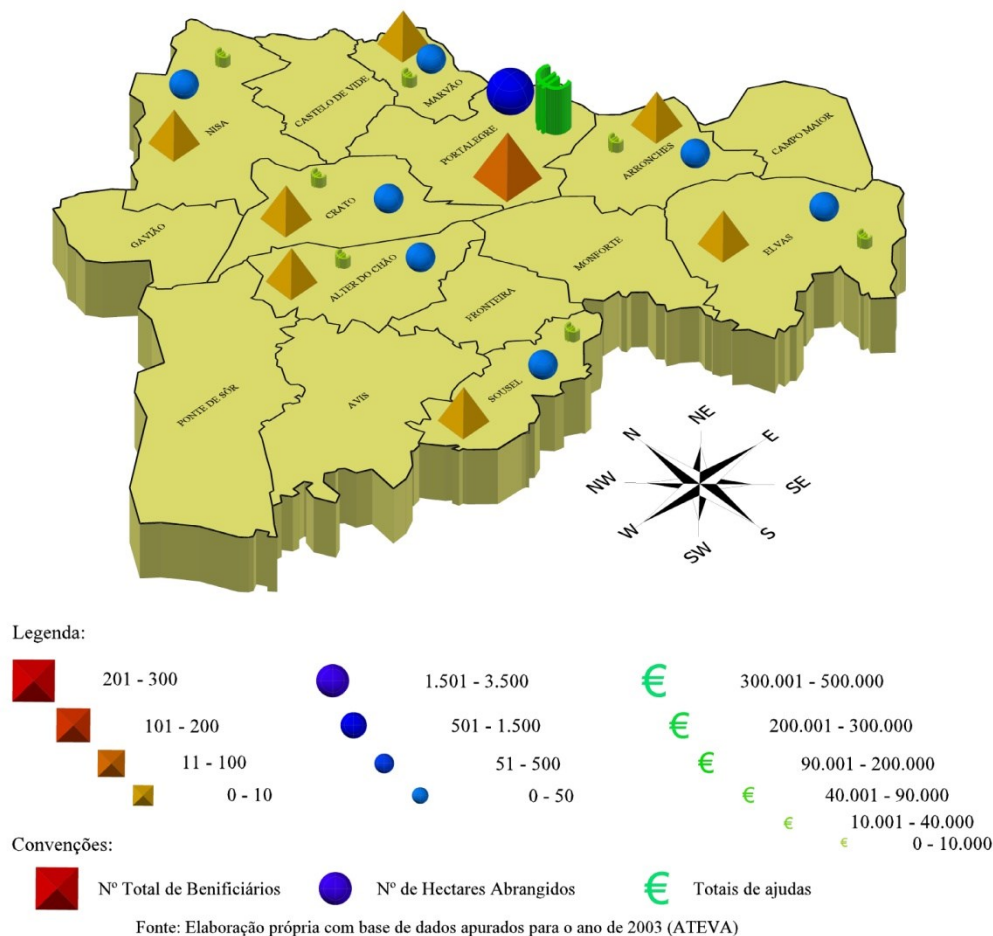 NISA
CASTELO DE VIDE
MARVÃO
PORTALEGRE
ARRONCHES
CAMPO MAIOR
GAVIÃO
CRATO
ALTER DO CHÃO
MONFORTE
ELVAS
FRONTEIRA
PONTE DE SÔR
AVIS
SOUSEL
N
NE
E
NW
SE
W
SW
S
Legenda:
201 - 300 1.501 - 3.500 € 300.001 - 500.000
101 - 200 501 - 1.500 € 200.001 - 300.000
11 - 100 51 - 500 € 90.001 - 200.000
0 - 10 0 - 50 € 40.001 - 90.000
€ 10.001 - 40.000
€ 0 - 10.000
Convenções:
Nº Total de Benificiários Nº de Hectares Abrangidos € Totais de ajudas
Fonte: Elaboração própria com base de dados apurados para o ano de 2003 (ATEVA)